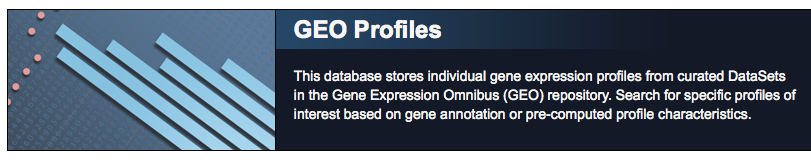 GEO Profiles
This database stores individual gene expression profiles from curated DataSets
in the Gene Expression Omnibus (GEO) repository. Search for specific profiles of
interest based on gene annotation or pre-computed profile characteristics.